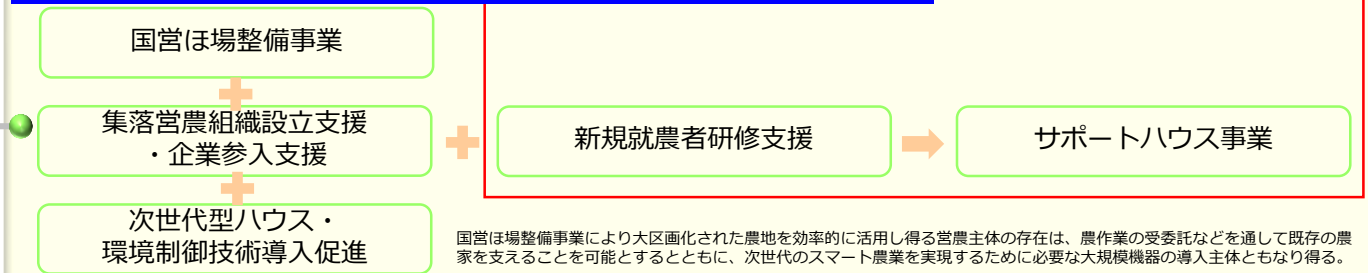 国営ほ場整備事業
集落営農組織設立支援
・企業参入支援
新規就農者研修支援
サポートハウス事業
次世代型ハウス・
環境制御技術導入促進
国営ほ場整備事業により大区画化された農地を効率的に活用し得る営農主体の存在は、農作業の受委託などを通して既存の農
家を支えることを可能とするとともに、次世代のスマート農業を実現するために必要な大規模機器の導入主体ともなり得る。